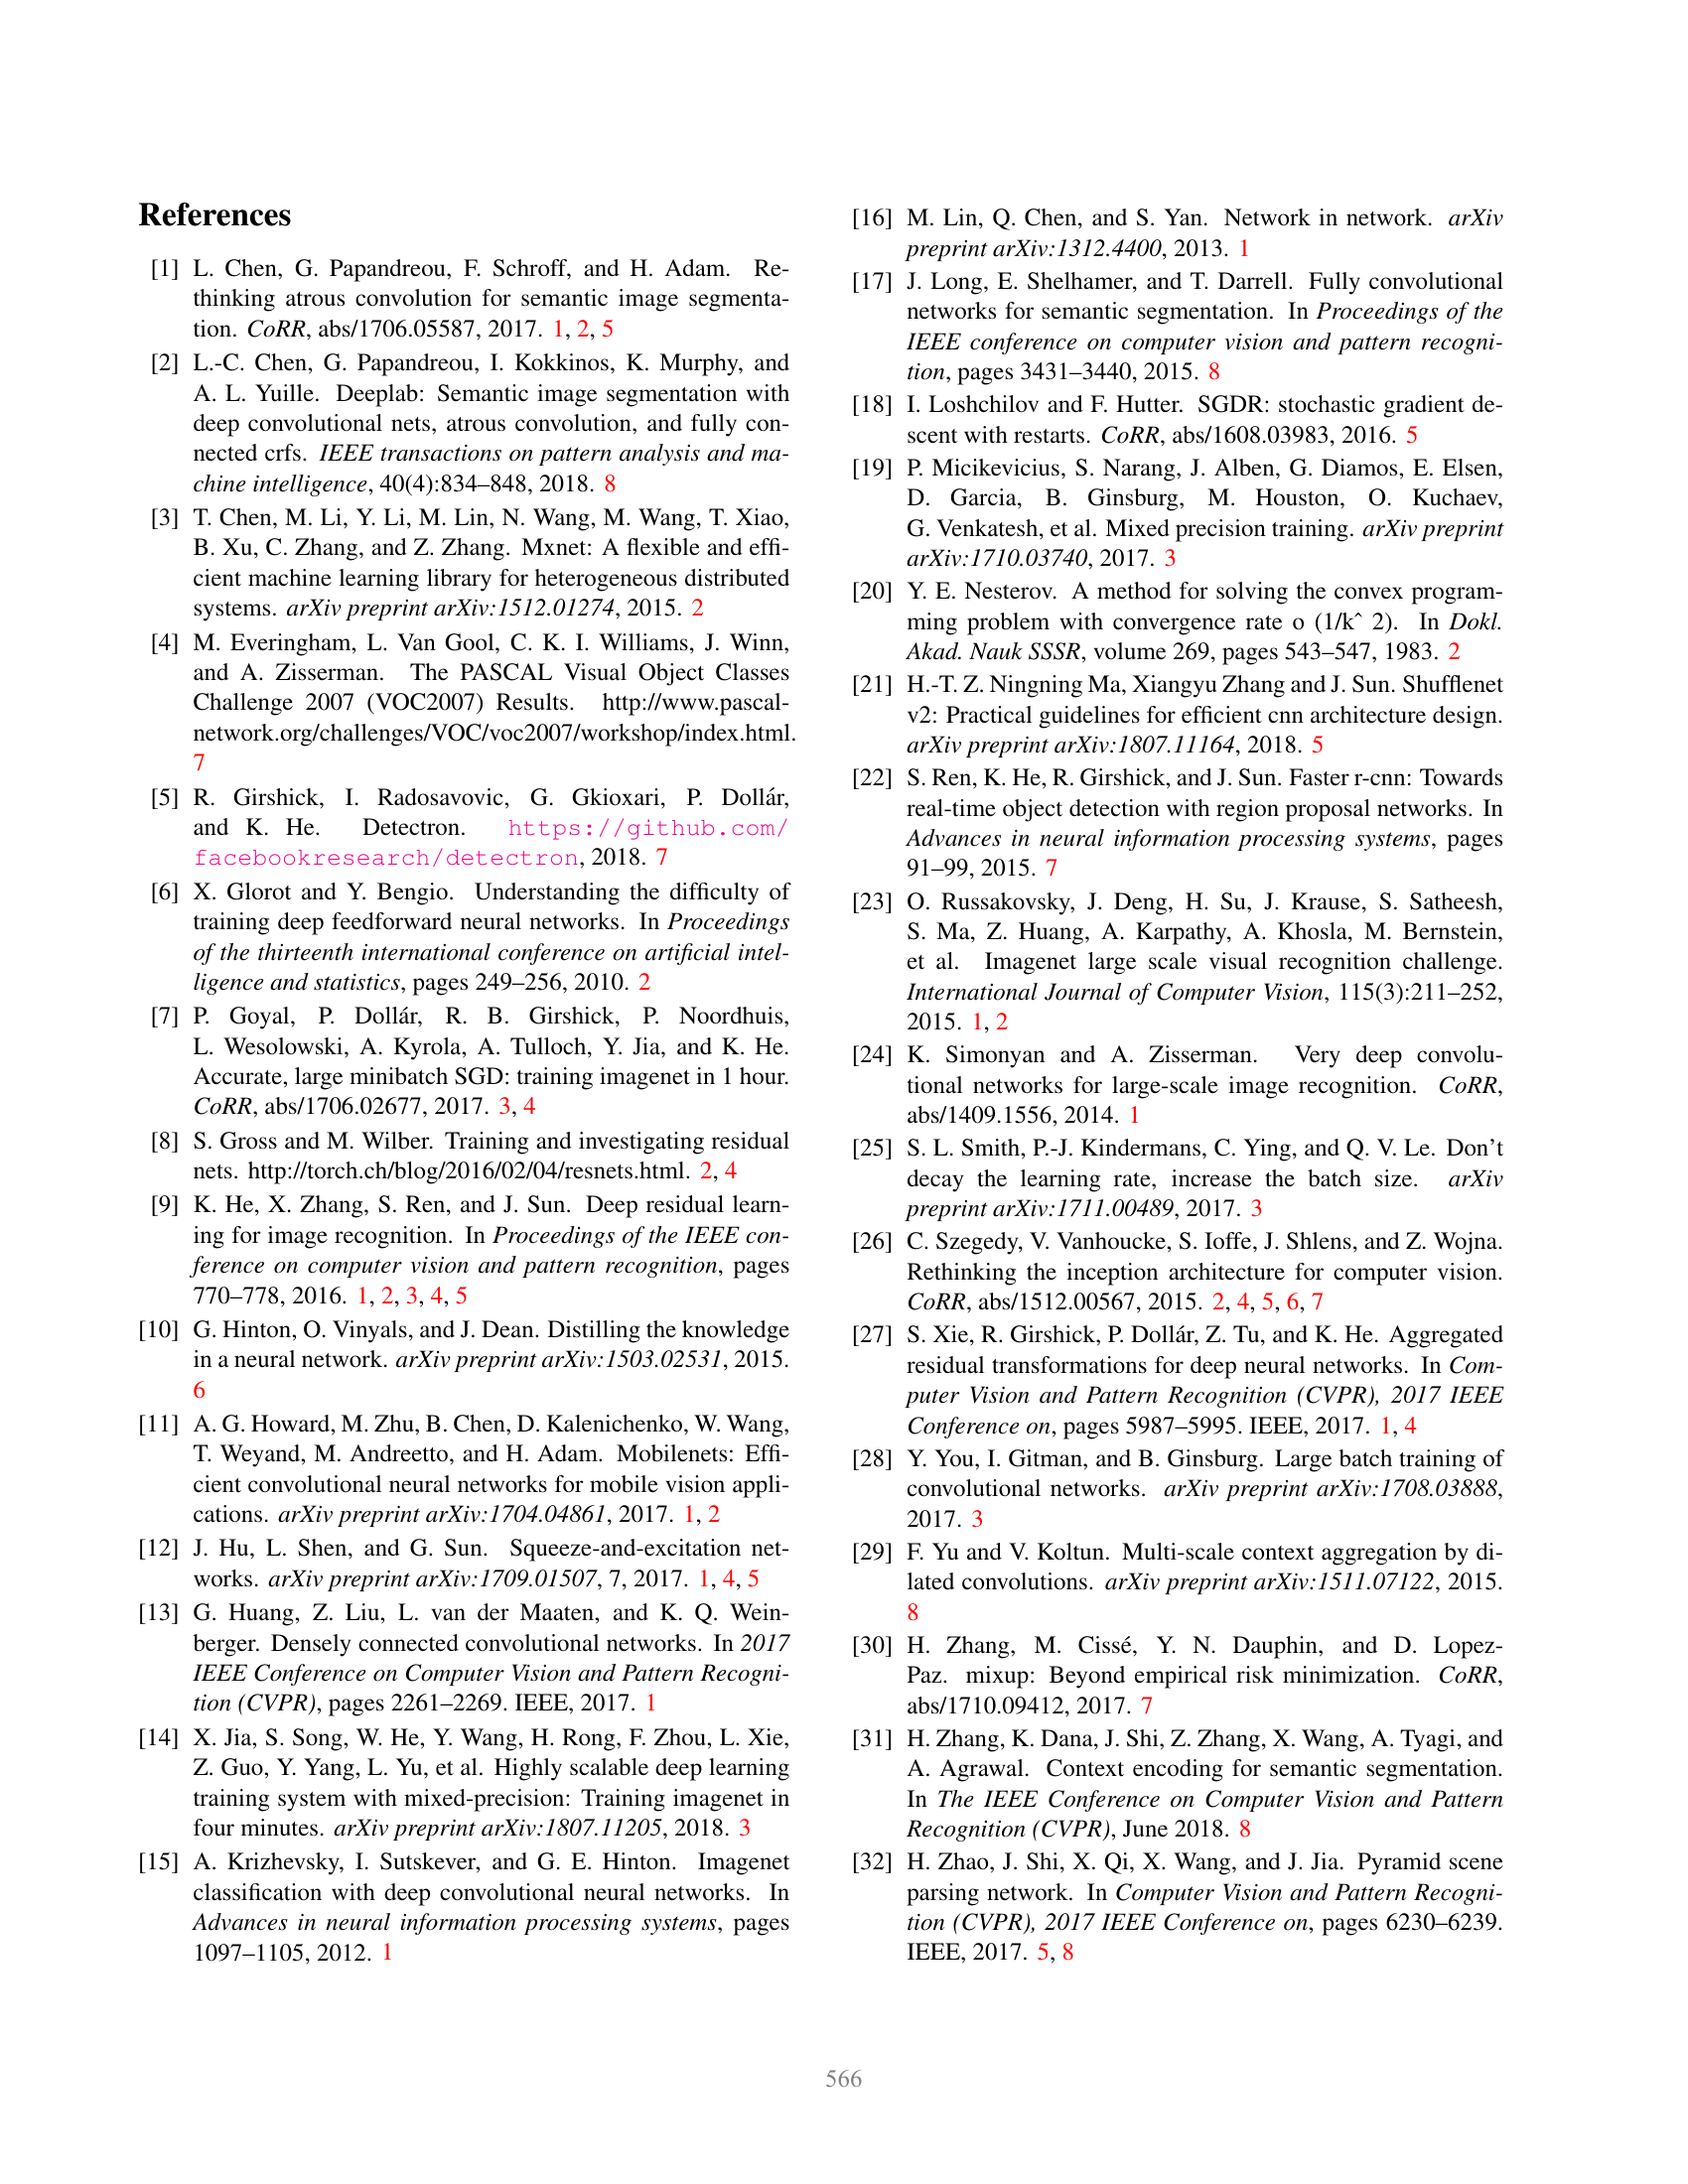 References
[1] L. Chen, G. Papandreou, F. Schroff, and H. Adam. Re-
thinking atrous convolution for semantic image segmenta-
tion. CoRR, abs/1706.05587, 2017. 1, 2, 5
[2] L.-C. Chen, G. Papandreou, I. Kokkinos, K. Murphy, and
A. L. Yuille. Deeplab: Semantic image segmentation with
deep convolutional nets, atrous convolution, and fully con-
nected crfs. IEEE transactions on pattern analysis and ma-
chine intelligence, 40(4):834–848, 2018. 8
[3] T. Chen, M. Li, Y. Li, M. Lin, N. Wang, M. Wang, T. Xiao,
B. Xu, C. Zhang, and Z. Zhang. Mxnet: A flexible and effi-
cient machine learning library for heterogeneous distributed
systems. arXiv preprint arXiv:1512.01274, 2015. 2
[4] M. Everingham, L. Van Gool, C. K. I. Williams, J. Winn,
and A. Zisserman. The PASCAL Visual Object Classes
Challenge 2007 (VOC2007) Results. http://www.pascal-
network.org/challenges/VOC/voc2007/workshop/index.html.
7
[5] R. Girshick, I. Radosavovic, G. Gkioxari, P. Dollár,
and K. He. Detectron. https://github.com/
facebookresearch/detectron, 2018. 7
[6] X. Glorot and Y. Bengio. Understanding the difficulty of
training deep feedforward neural networks. In Proceedings
of the thirteenth international conference on artificial intel-
ligence and statistics, pages 249–256, 2010. 2
[7] P. Goyal, P. Dollár, R. B. Girshick, P. Noordhuis,
L. Wesolowski, A. Kyrola, A. Tulloch, Y. Jia, and K. He.
Accurate, large minibatch SGD: training imagenet in 1 hour.
CoRR, abs/1706.02677, 2017. 3, 4
[8] S. Gross and M. Wilber. Training and investigating residual
nets. http://torch.ch/blog/2016/02/04/resnets.html. 2, 4
[9] K. He, X. Zhang, S. Ren, and J. Sun. Deep residual learn-
ing for image recognition. In Proceedings of the IEEE con-
ference on computer vision and pattern recognition, pages
770–778, 2016. 1, 2, 3, 4, 5
[10] G. Hinton, O. Vinyals, and J. Dean. Distilling the knowledge
in a neural network. arXiv preprint arXiv:1503.02531, 2015.
6
[11] A. G. Howard, M. Zhu, B. Chen, D. Kalenichenko, W. Wang,
T. Weyand, M. Andreetto, and H. Adam. Mobilenets: Effi-
cient convolutional neural networks for mobile vision appli-
cations. arXiv preprint arXiv:1704.04861, 2017. 1, 2
[12] J. Hu, L. Shen, and G. Sun. Squeeze-and-excitation net-
works. arXiv preprint arXiv:1709.01507, 7, 2017. 1, 4, 5
[13] G. Huang, Z. Liu, L. van der Maaten, and K. Q. Wein-
berger. Densely connected convolutional networks. In 2017
IEEE Conference on Computer Vision and Pattern Recogni-
tion (CVPR), pages 2261–2269. IEEE, 2017. 1
[14] X. Jia, S. Song, W. He, Y. Wang, H. Rong, F. Zhou, L. Xie,
Z. Guo, Y. Yang, L. Yu, et al. Highly scalable deep learning
training system with mixed-precision: Training imagenet in
four minutes. arXiv preprint arXiv:1807.11205, 2018. 3
[15] A. Krizhevsky, I. Sutskever, and G. E. Hinton. Imagenet
classification with deep convolutional neural networks. In
Advances in neural information processing systems, pages
1097–1105, 2012. 1
[16] M. Lin, Q. Chen, and S. Yan. Network in network. arXiv
preprint arXiv:1312.4400, 2013. 1
[17] J. Long, E. Shelhamer, and T. Darrell. Fully convolutional
networks for semantic segmentation. In Proceedings of the
IEEE conference on computer vision and pattern recogni-
tion, pages 3431–3440, 2015. 8
[18] I. Loshchilov and F. Hutter. SGDR: stochastic gradient de-
scent with restarts. CoRR, abs/1608.03983, 2016. 5
[19] P. Micikevicius, S. Narang, J. Alben, G. Diamos, E. Elsen,
D. Garcia, B. Ginsburg, M. Houston, O. Kuchaev,
G. Venkatesh, et al. Mixed precision training. arXiv preprint
arXiv:1710.03740, 2017. 3
[20] Y. E. Nesterov. A method for solving the convex program-
ming problem with convergence rate o (1/kˆ 2). In Dokl.
Akad. Nauk SSSR, volume 269, pages 543–547, 1983. 2
[21] H.-T. Z. Ningning Ma, Xiangyu Zhang and J. Sun. Shufflenet
v2: Practical guidelines for efficient cnn architecture design.
arXiv preprint arXiv:1807.11164, 2018. 5
[22] S. Ren, K. He, R. Girshick, and J. Sun. Faster r-cnn: Towards
real-time object detection with region proposal networks. In
Advances in neural information processing systems, pages
91–99, 2015. 7
[23] O. Russakovsky, J. Deng, H. Su, J. Krause, S. Satheesh,
S. Ma, Z. Huang, A. Karpathy, A. Khosla, M. Bernstein,
et al. Imagenet large scale visual recognition challenge.
International Journal of Computer Vision, 115(3):211–252,
2015. 1, 2
[24] K. Simonyan and A. Zisserman. Very deep convolu-
tional networks for large-scale image recognition. CoRR,
abs/1409.1556, 2014. 1
[25] S. L. Smith, P.-J. Kindermans, C. Ying, and Q. V. Le. Don't
decay the learning rate, increase the batch size. arXiv
preprint arXiv:1711.00489, 2017. 3
[26] C. Szegedy, V. Vanhoucke, S. Ioffe, J. Shlens, and Z. Wojna.
Rethinking the inception architecture for computer vision.
CoRR, abs/1512.00567, 2015. 2, 4, 5, 6, 7
[27] S. Xie, R. Girshick, P. Dollár, Z. Tu, and K. He. Aggregated
residual transformations for deep neural networks. In Com-
puter Vision and Pattern Recognition (CVPR), 2017 IEEE
Conference on, pages 5987–5995. IEEE, 2017. 1, 4
[28] Y. You, I. Gitman, and B. Ginsburg. Large batch training of
convolutional networks. arXiv preprint arXiv:1708.03888,
2017. 3
[29] F. Yu and V. Koltun. Multi-scale context aggregation by di-
lated convolutions. arXiv preprint arXiv:1511.07122, 2015.
8
[30] H. Zhang, M. Cissé, Y. N. Dauphin, and D. Lopez-
Paz. mixup: Beyond empirical risk minimization. CoRR,
abs/1710.09412, 2017. 7
[31] H. Zhang, K. Dana, J. Shi, Z. Zhang, X. Wang, A. Tyagi, and
A. Agrawal. Context encoding for semantic segmentation.
In The IEEE Conference on Computer Vision and Pattern
Recognition (CVPR), June 2018. 8
[32] H. Zhao, J. Shi, X. Qi, X. Wang, and J. Jia. Pyramid scene
parsing network. In Computer Vision and Pattern Recogni-
tion (CVPR), 2017 IEEE Conference on, pages 6230–6239.
IEEE, 2017. 5, 8
566